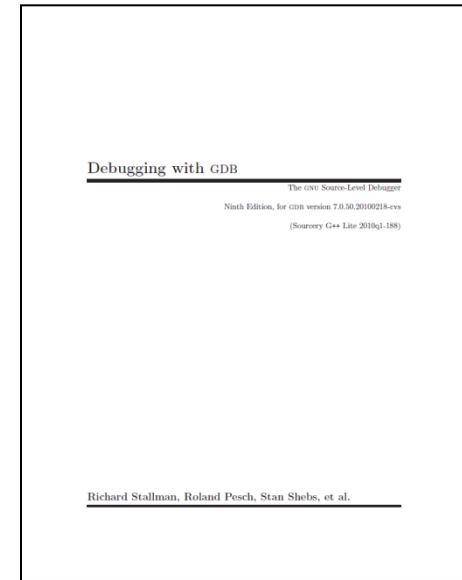 Debugging with GDB
The GNU Source-Level Debugger
Ninth Edition, for GDB version 7.0.50.20100218-cvs
(Sourcery G++ Lite 2010q1-188)
Richard Stallman, Roland Pesch, Stan Shebs, et al.